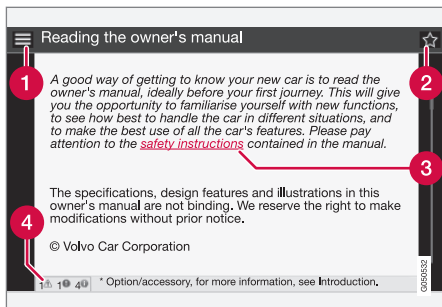 Reading the owner's manual
1
2
A good way of getting to know your new car is to read the
owner's manual, ideally before your first journey. This will give
you the opportunity to familiarise yourself with new functions,
to see how best to handle the car in different situations, and
to make the best use of all the car's features. Please pay
attention to the safety instructions contained in the manual.
3
The specifications, design features and illustrations in this
owner's manual are not binding. We reserve the right to make
modifications without prior notice.
4
© Volvo Car Corporation
1 1 4 * Option/accessory, for more information, see Introduction.
G050532